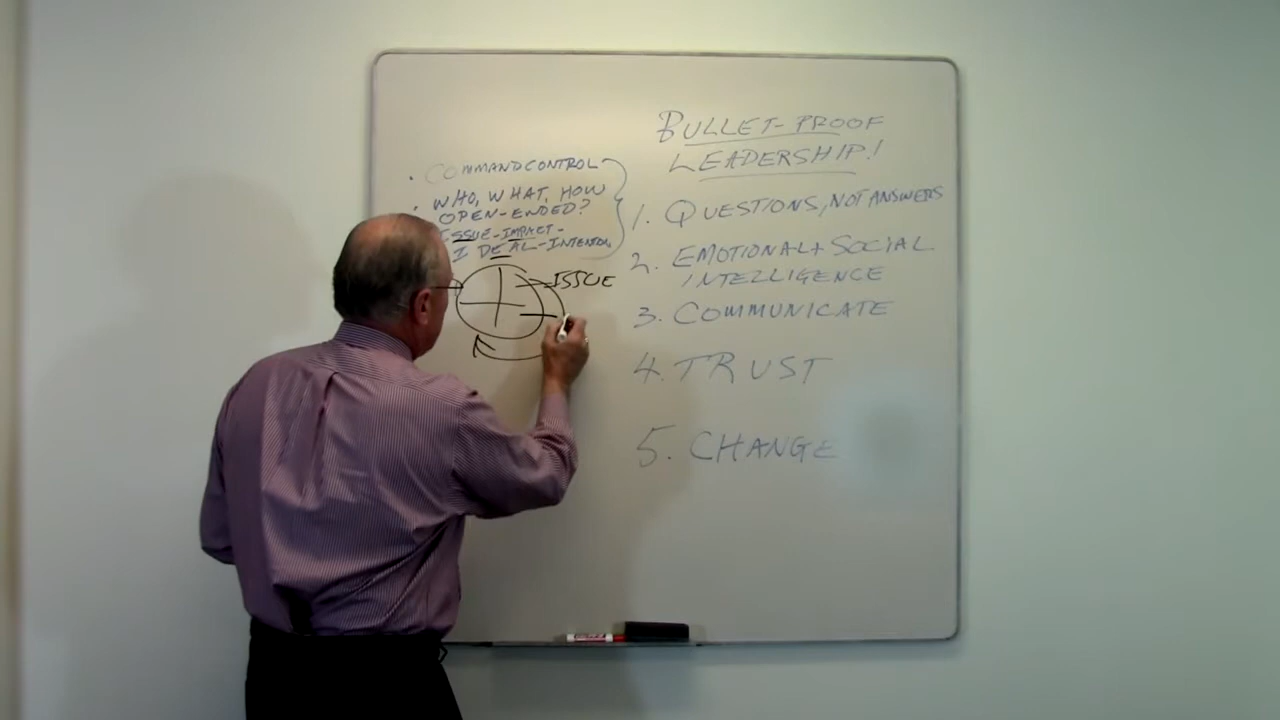 BULLET-PROOF
LEADERSHIP!
• COMMAND CONTROL
• WHO, WHAT, HOW
OPEN-ENDED?
ISSUE-IMPACT-
IDEAL-INTENTION
ISSUE
1. QUESTIONS, NOT ANSWERS
2. EMOTIONAL + SOCIAL
INTELLIGENCE
3. COMMUNICATE
4. TRUST
5. CHANGE